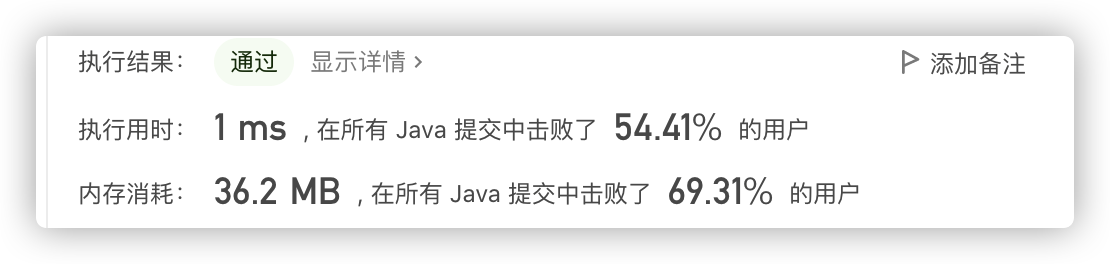 执行结果： 通过 显示详情 > 添加备注
执行用时： 1 ms , 在所有 Java 提交中击败了 54.41% 的用户
内存消耗： 36.2 MB , 在所有 Java 提交中击败了 69.31% 的用户